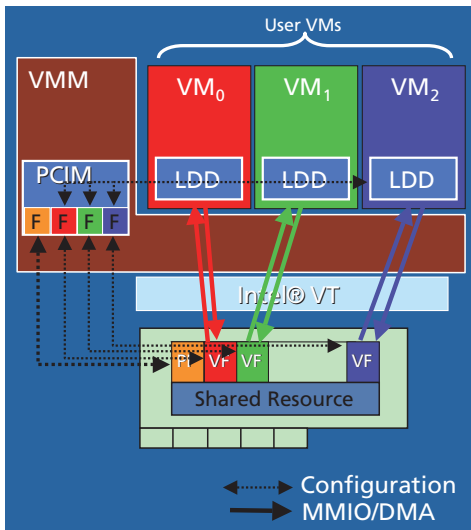 User VMs
VMM
VM0
VM1
VM2
PCIM
LDD
LDD
LDD
F
F
F
F
Intel® VT
VF
VF
VF
Shared Resource
Configuration
MMIO/DMA